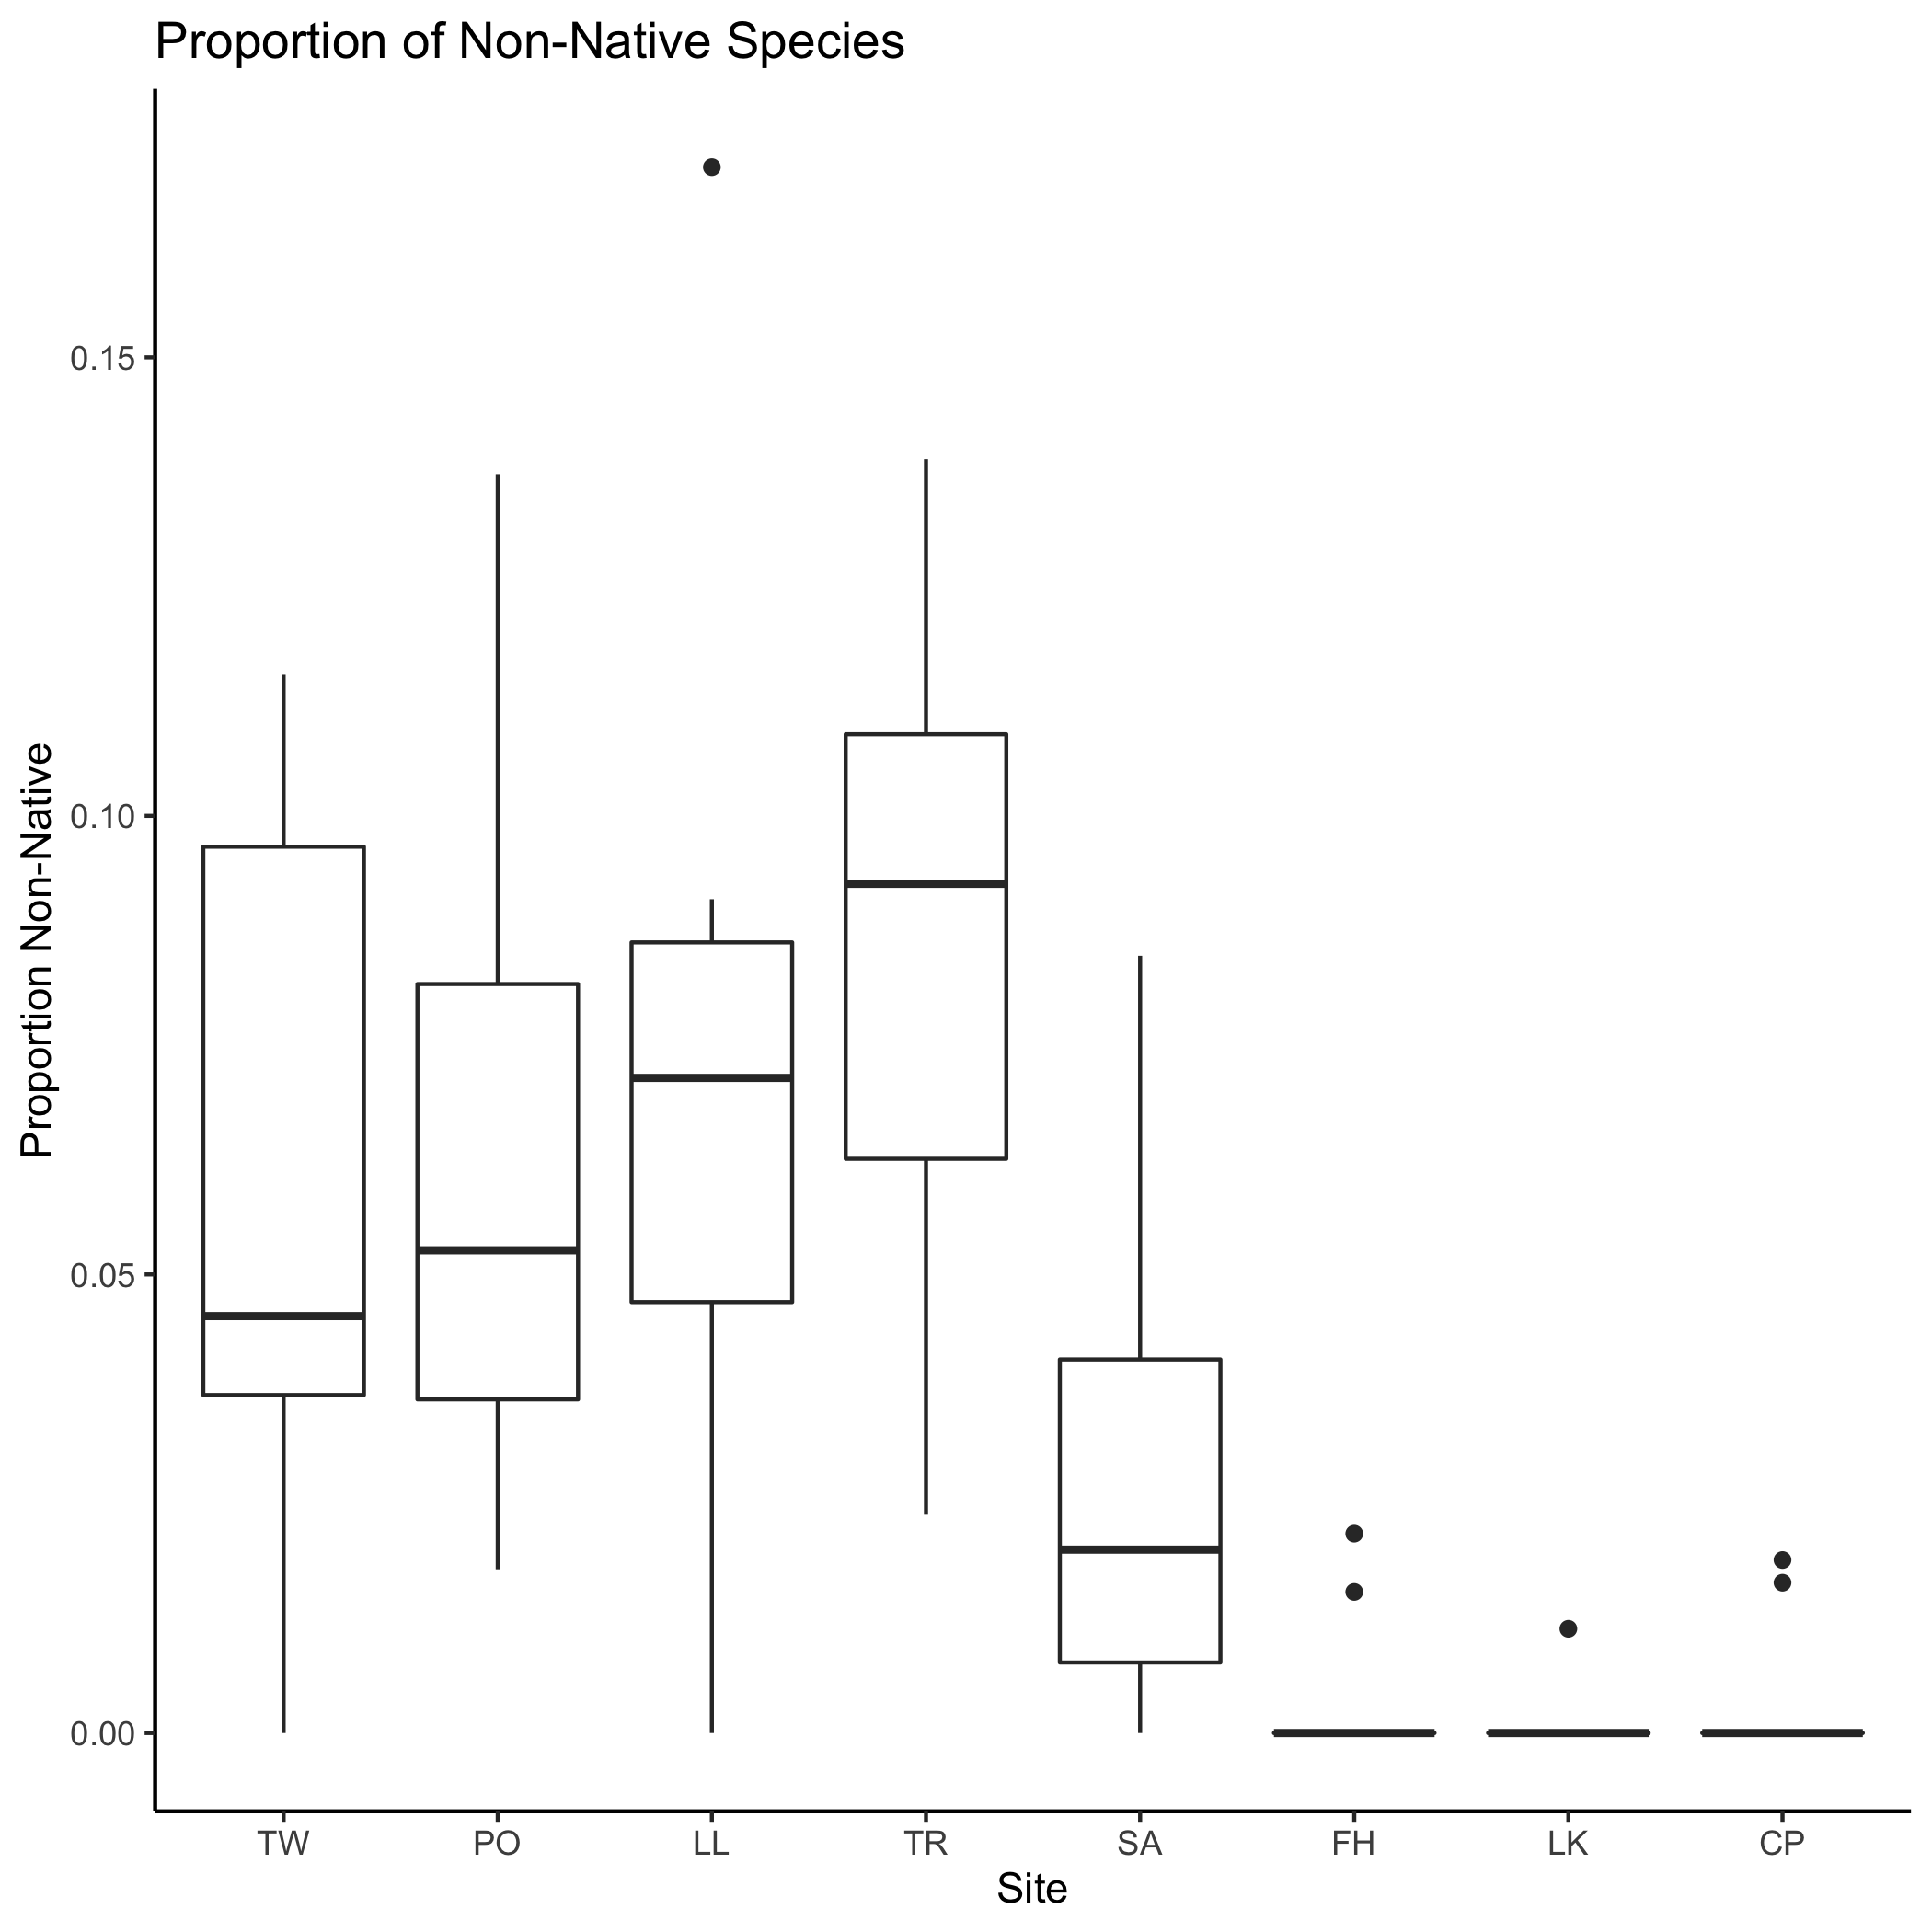 Proportion of Non-Native Species
Proportion Non-Native
0.15
0.10
0.05
0.00
TW PO LL TR SA FH LK CP
Site